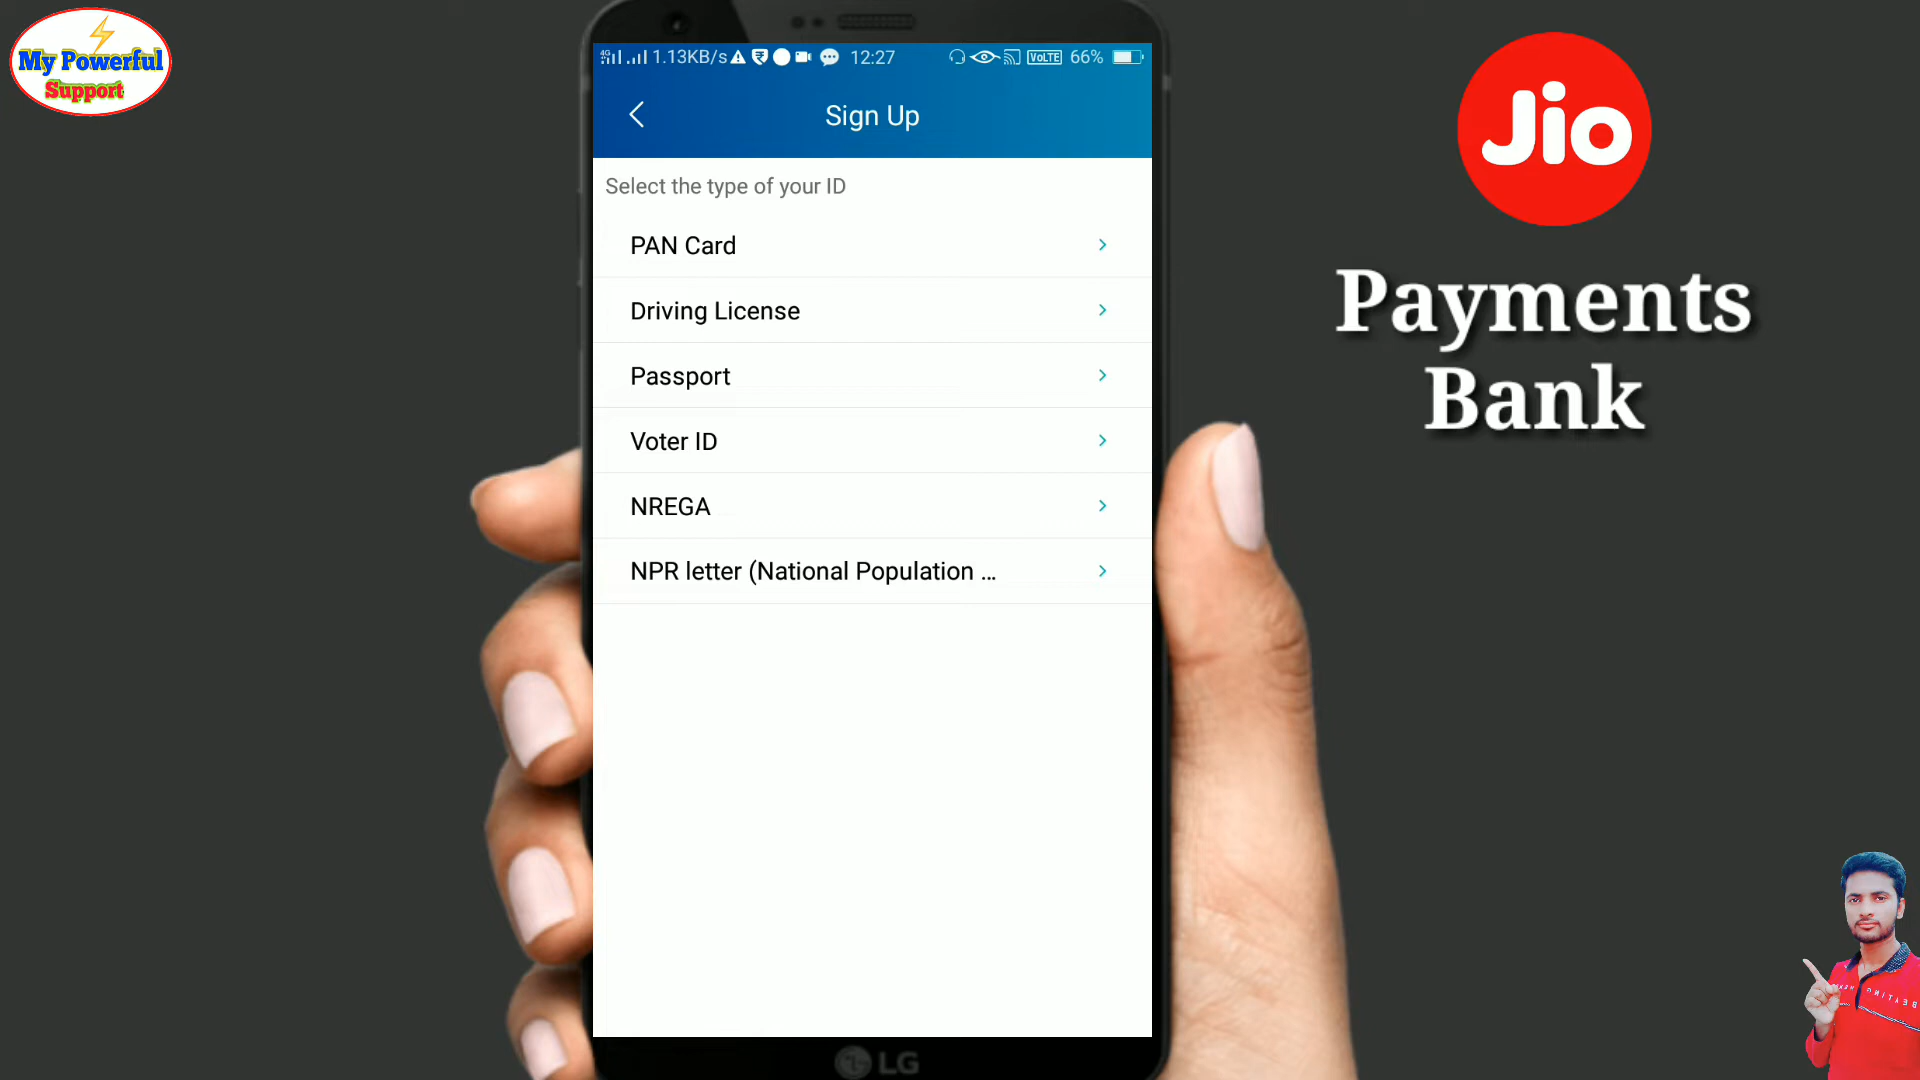 My Powerful
Support
4G 1.13KB/s 12:27 VoLTE 66%
Sign Up
Select the type of your ID
PAN Card
Driving License
Passport
Voter ID
NREGA
NPR letter (National Population ...
LG
Jio
Payments
Bank